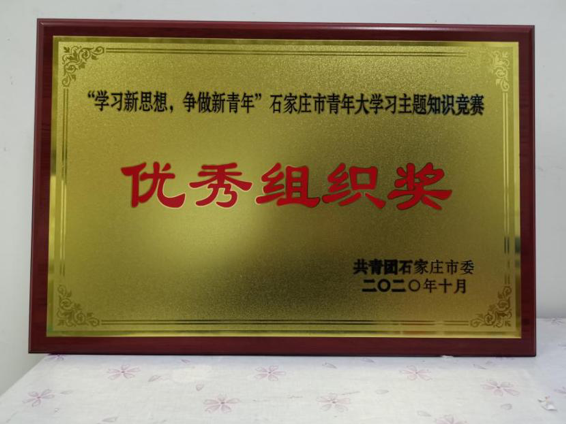 “学习新思想，争做新青年”石家庄市青年大学习主题知识竞赛
优秀组织奖
共青团石家庄市委
二〇二〇年十月